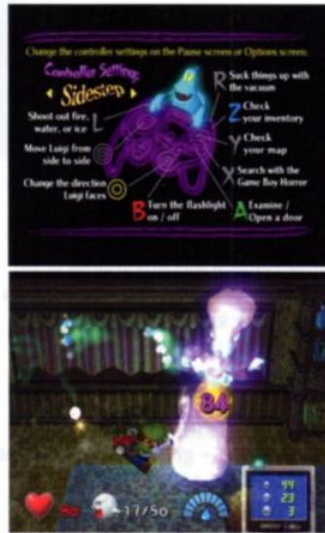 Change the controller settings on the Pause screen or Options screen.
Controller Setting:
Sidestep
R Suck things up with
the vacuum
Shoot out fire,
water, or ice L
Z Check
your inventory
Move Luigi from
side to side
Y Check
your map
Change the direction
Luigi faces
X Search with the
Game Boy Horror
B Turn the flashlight
on / off
A Examine /
Open a door
84
17/50
94
23
3